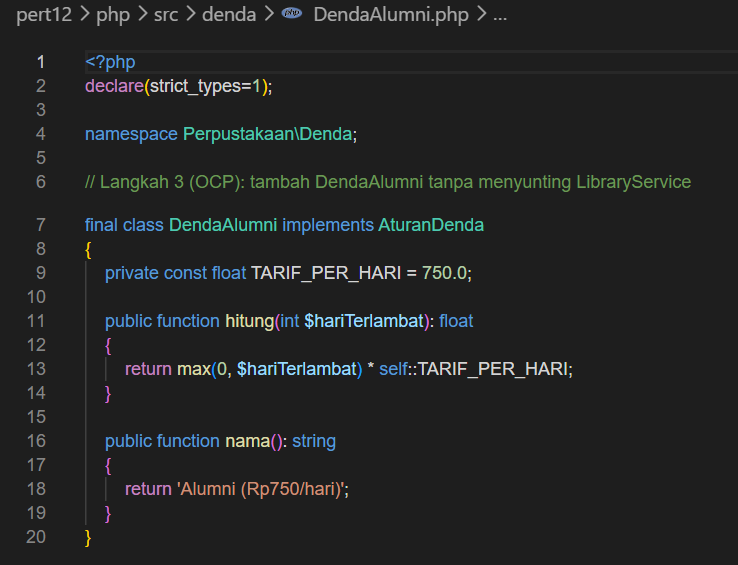 pert12 > php > src > denda > php DendaAlumni.php > ...
1 <?php
2 declare(strict_types=1);
3
4 namespace Perpustakaan\Denda;
5
6 // Langkah 3 (OCP): tambah DendaAlumni tanpa menyunting LibraryService
7 final class DendaAlumni implements AturanDenda
8 {
9     private const float TARIF_PER_HARI = 750.0;
10
11     public function hitung(int $hariTerlambat): float
12     {
13         return max(0, $hariTerlambat) * self::TARIF_PER_HARI;
14     }
15
16     public function nama(): string
17     {
18         return 'Alumni (Rp750/hari)';
19     }
20 }